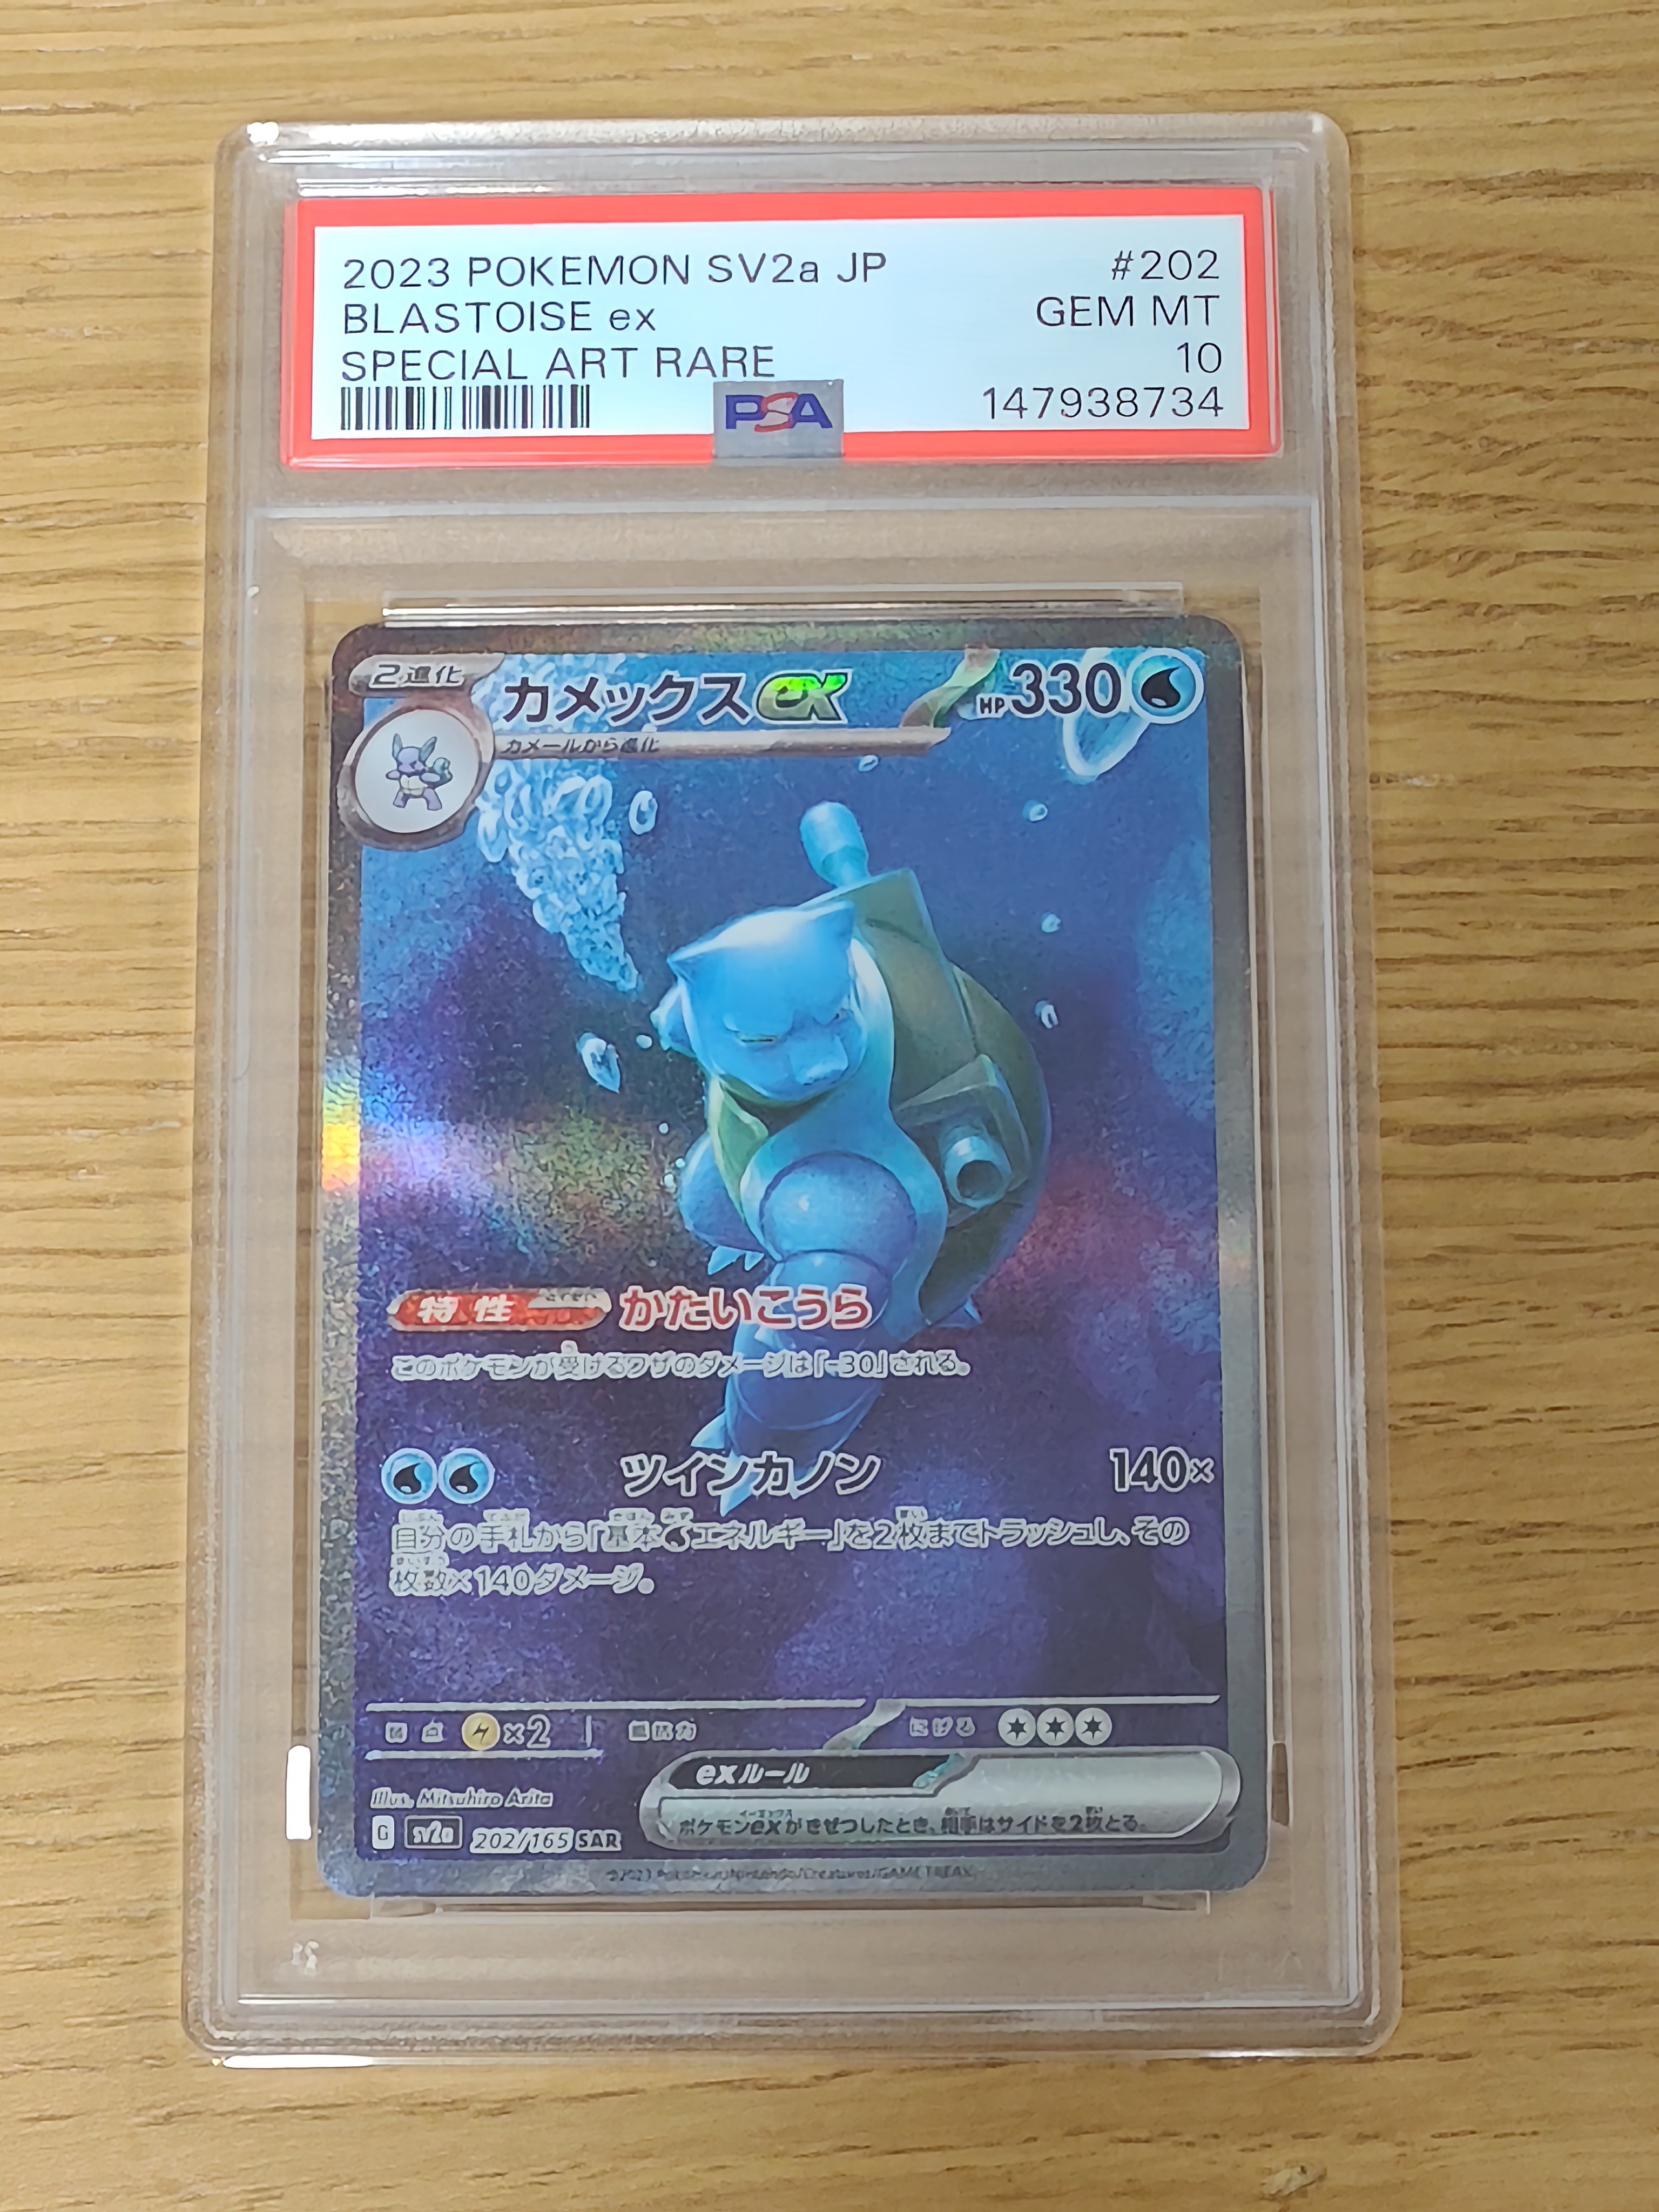 2023 POKEMON SV2a JP #202
BLASTOISE ex GEM MT
SPECIAL ART RARE 10
PSA 147938734
2進化 カメックスex HP330
カメールから進化
特性 かたいこうら
このポケモンが受けるワザのダメージは「-30」される。
ツインカノン 140×
自分の手札から「基本エネルギー」を2枚までトラッシュし、その
枚数×140ダメージ。
×2 にげる
exルール
ポケモンexがきぜつしたとき、相手はサイドを2枚とる。
Illus. Mitsuhiro Arita
G sv2a 202/165 SAR
©2023 Pokémon/Nintendo/Creatures/GAME FREAK